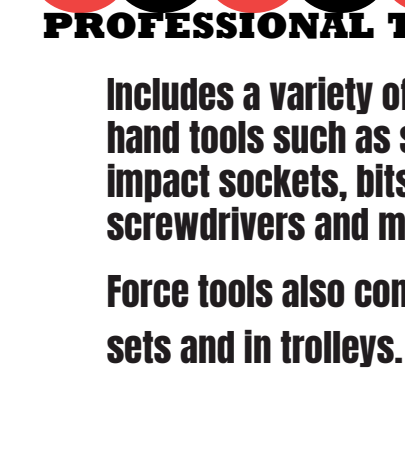 PROFESSIONAL
Includes a variety of
hand tools such as
impact sockets, bits
screwdrivers and
Force tools also
sets and in trolleys.